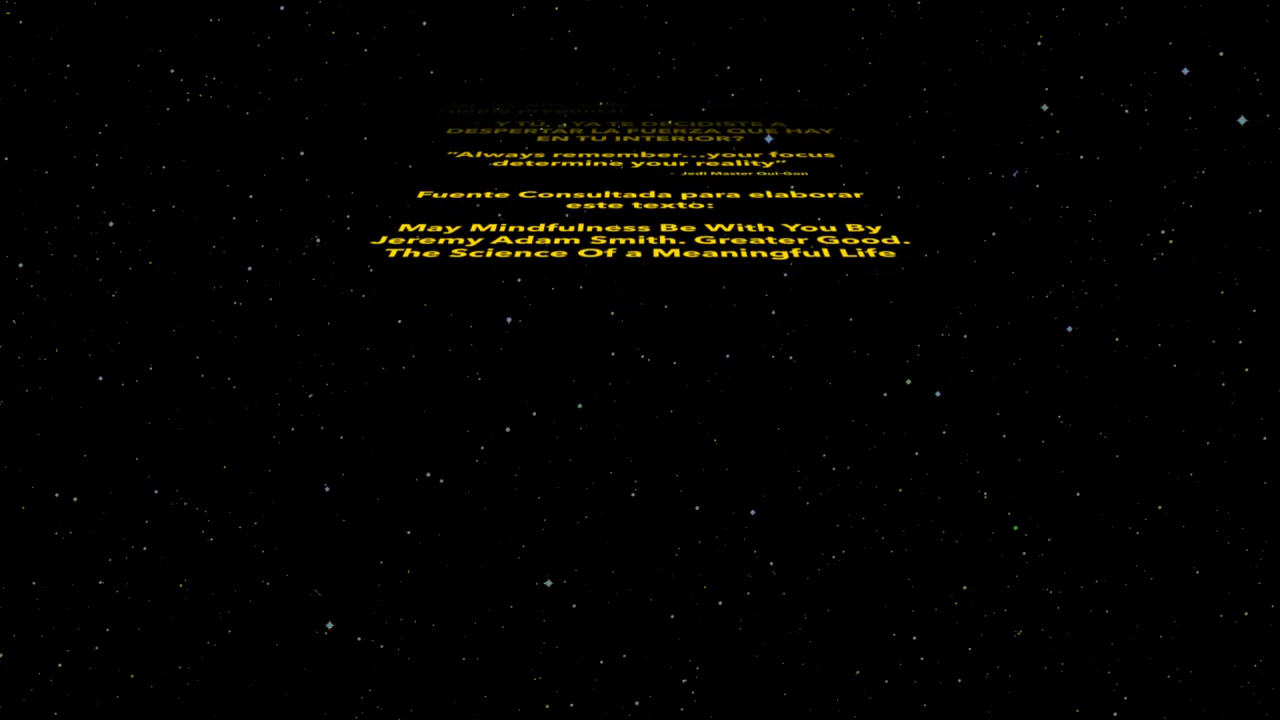 Y TÚ, ¿YA TE DECIDISTE A
DESPERTAR LA FUERZA QUE HAY
EN TU INTERIOR?
"Always remember...your focus
determine your reality"
- Jedi Master Qui-Gon
Fuente Consultada para elaborar
este texto:
May Mindfulness Be With You By
Jeremy Adam Smith. Greater Good.
The Science Of a Meaningful Life